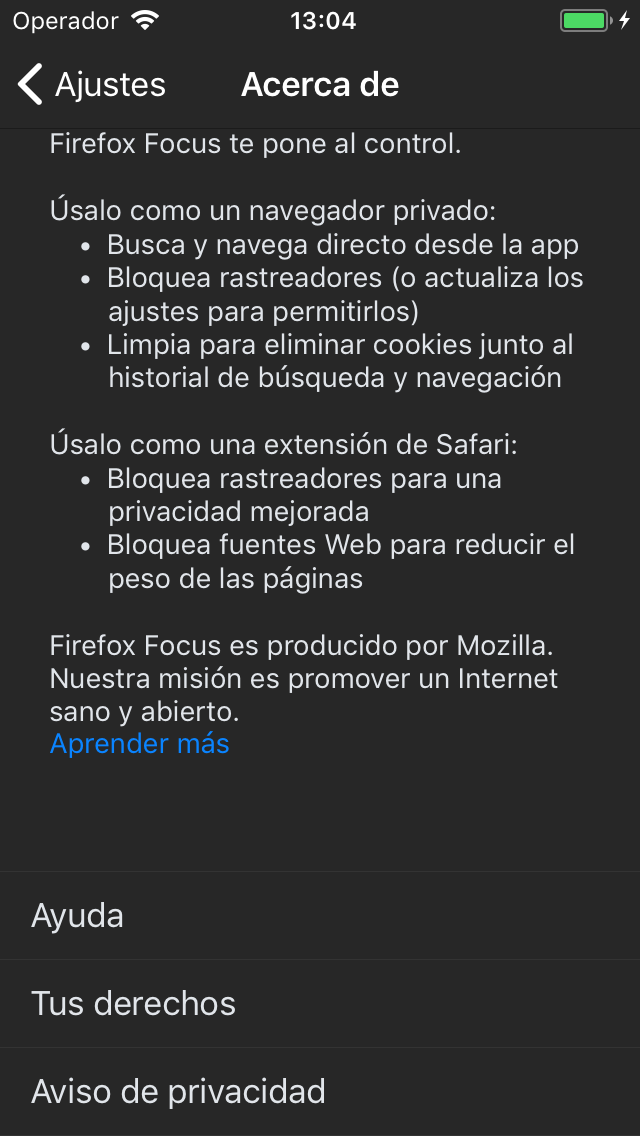 Operador
13:04
Ajustes
Acerca de
Firefox Focus te pone al control.
Úsalo como un navegador privado:
• Busca y navega directo desde la app
• Bloquea rastreadores (o actualiza los
ajustes para permitirlos)
• Limpia para eliminar cookies junto al
historial de búsqueda y navegación
Úsalo como una extensión de Safari:
• Bloquea rastreadores para una
privacidad mejorada
• Bloquea fuentes Web para reducir el
peso de las páginas
Firefox Focus es producido por Mozilla.
Nuestra misión es promover un Internet
sano y abierto.
Aprender más
Ayuda
Tus derechos
Aviso de privacidad